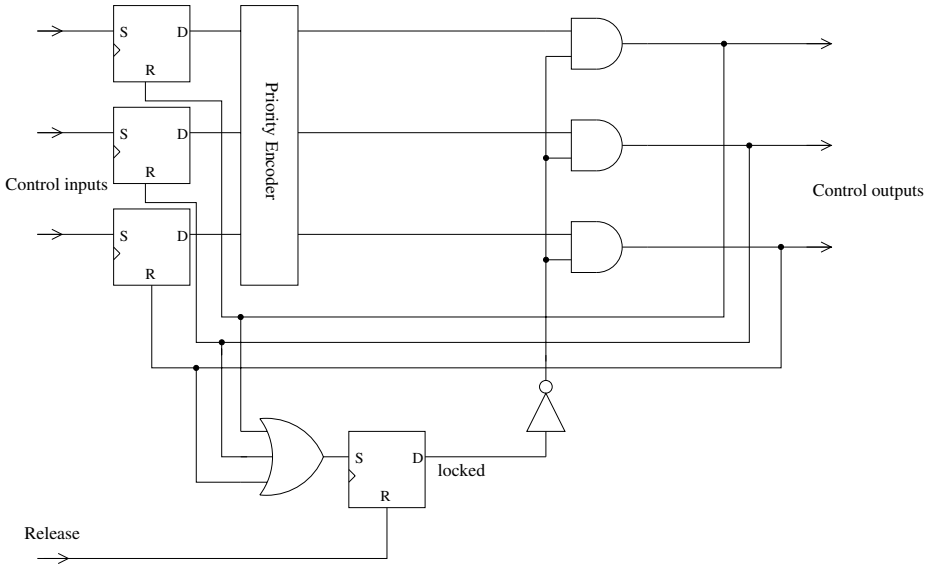 S D
R
S D
R
Control inputs
S D
R
Priority Encoder
Control outputs
S D
R
locked
Release